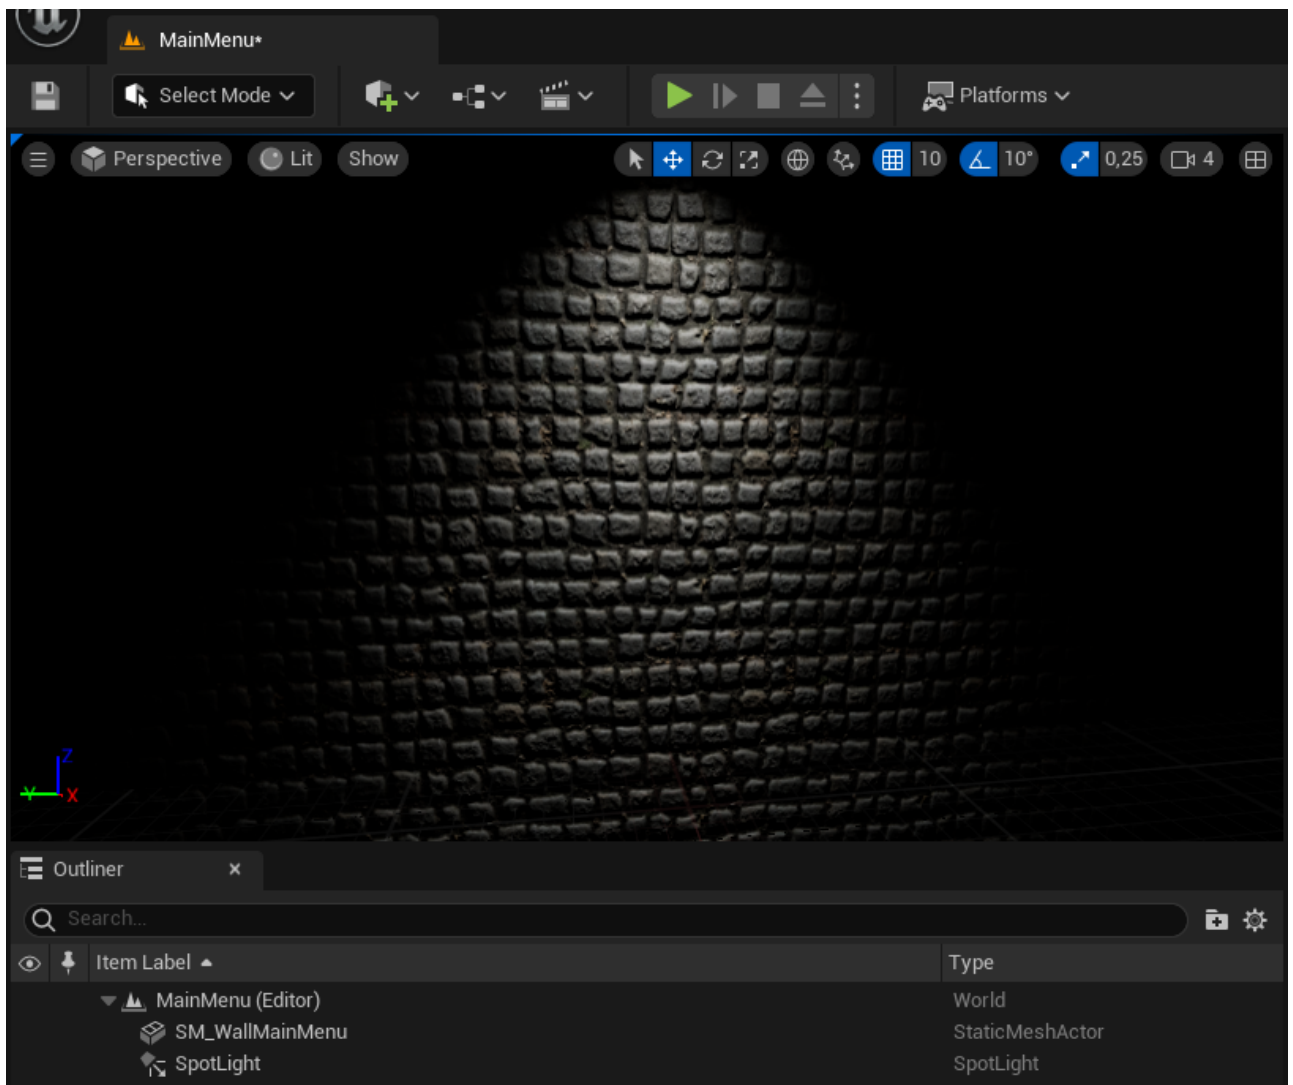 MainMenu*
Select Mode
Platforms
Perspective Lit Show 10 10° 0,25 4
Z
Y X
Outliner
Search...
Item Label Type
MainMenu (Editor) World
SM_WallMainMenu StaticMeshActor
SpotLight SpotLight